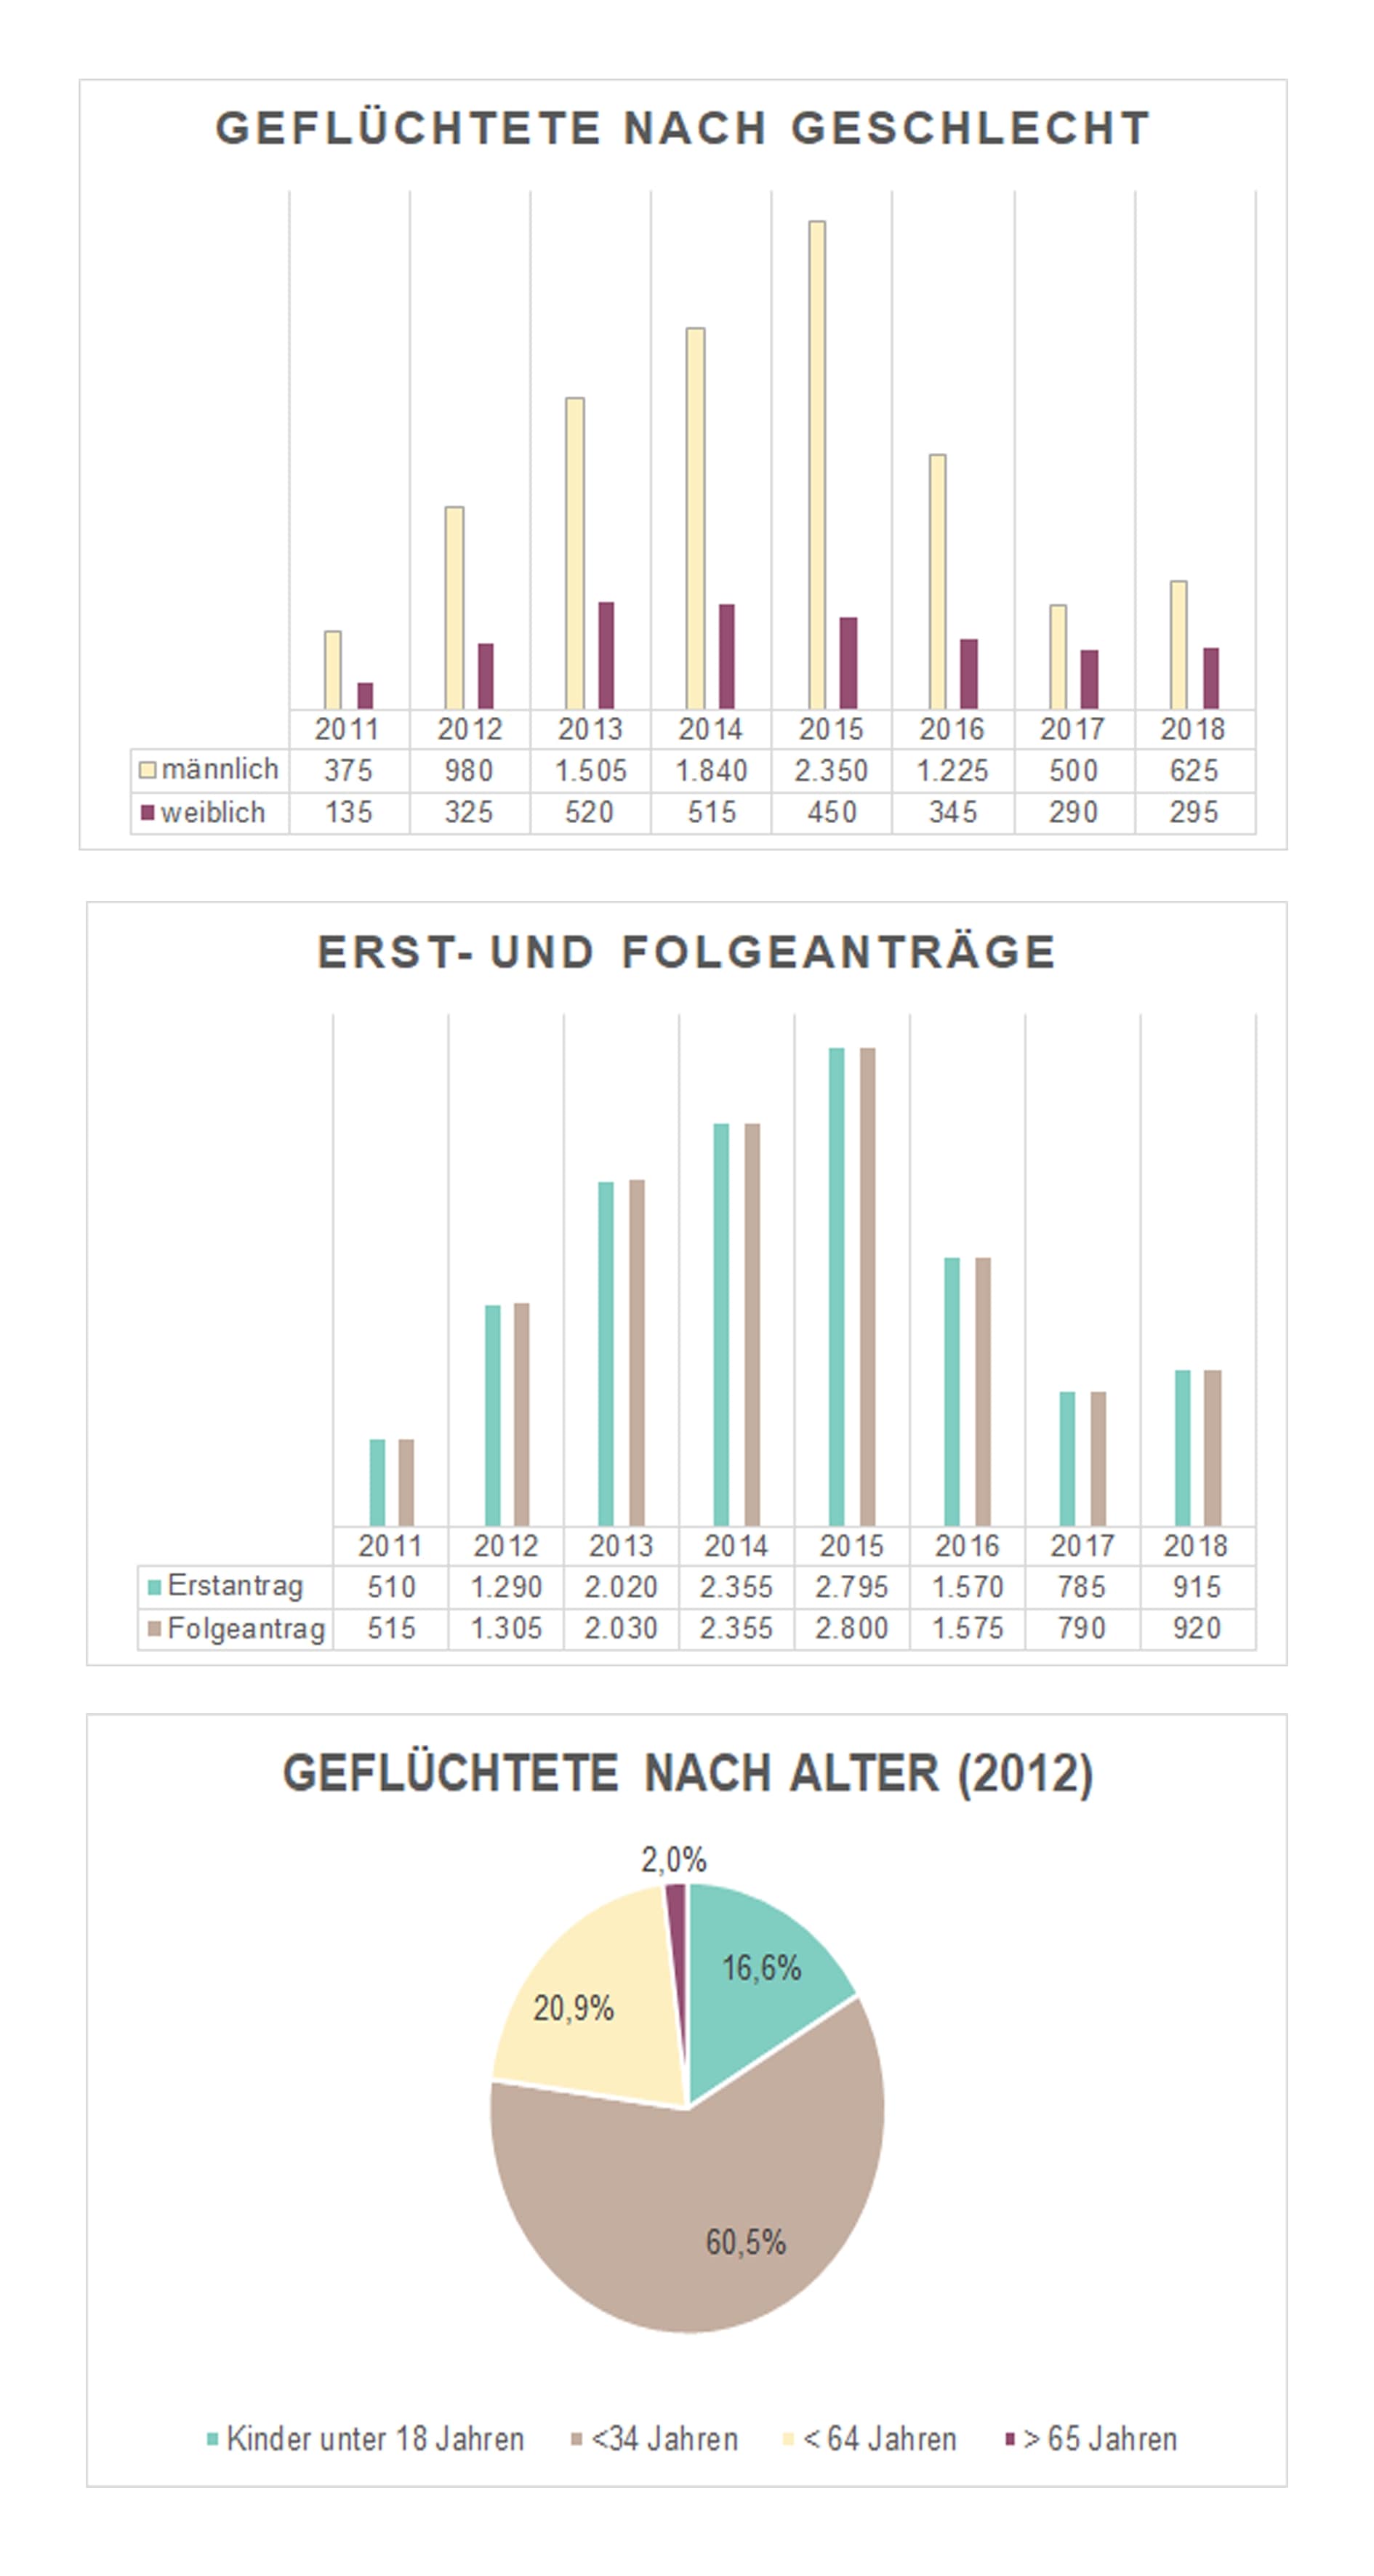 GEFLÜCHTETE NACH GESCHLECHT
2011 2012 2013 2014 2015 2016 2017 2018
männlich 375 980 1.505 1.840 2.350 1.225 500 625
weiblich 135 325 520 515 450 345 290 295
ERST- UND FOLGEANTRÄGE
2011 2012 2013 2014 2015 2016 2017 2018
Erstantrag 510 1.290 2.020 2.355 2.795 1.570 785 915
Folgeantrag 515 1.305 2.030 2.355 2.800 1.575 790 920
GEFLÜCHTETE NACH ALTER (2012)
2,0%
16,6%
20,9%
60,5%
Kinder unter 18 Jahren <34 Jahren < 64 Jahren > 65 Jahren